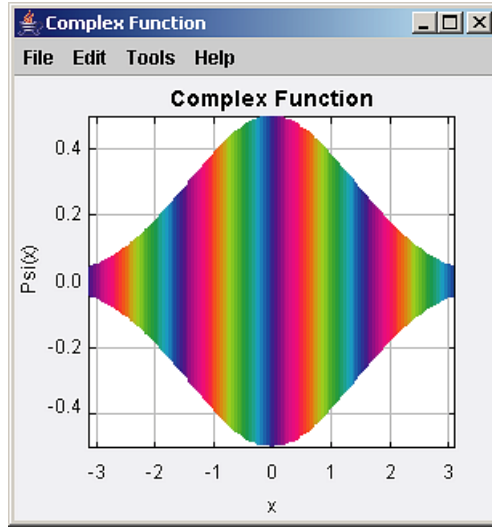 Complex Function
File Edit Tools Help
Complex Function
0.4
0.2
0.0
-0.2
-0.4
Psi(x)
-3 -2 -1 0 1 2 3
x